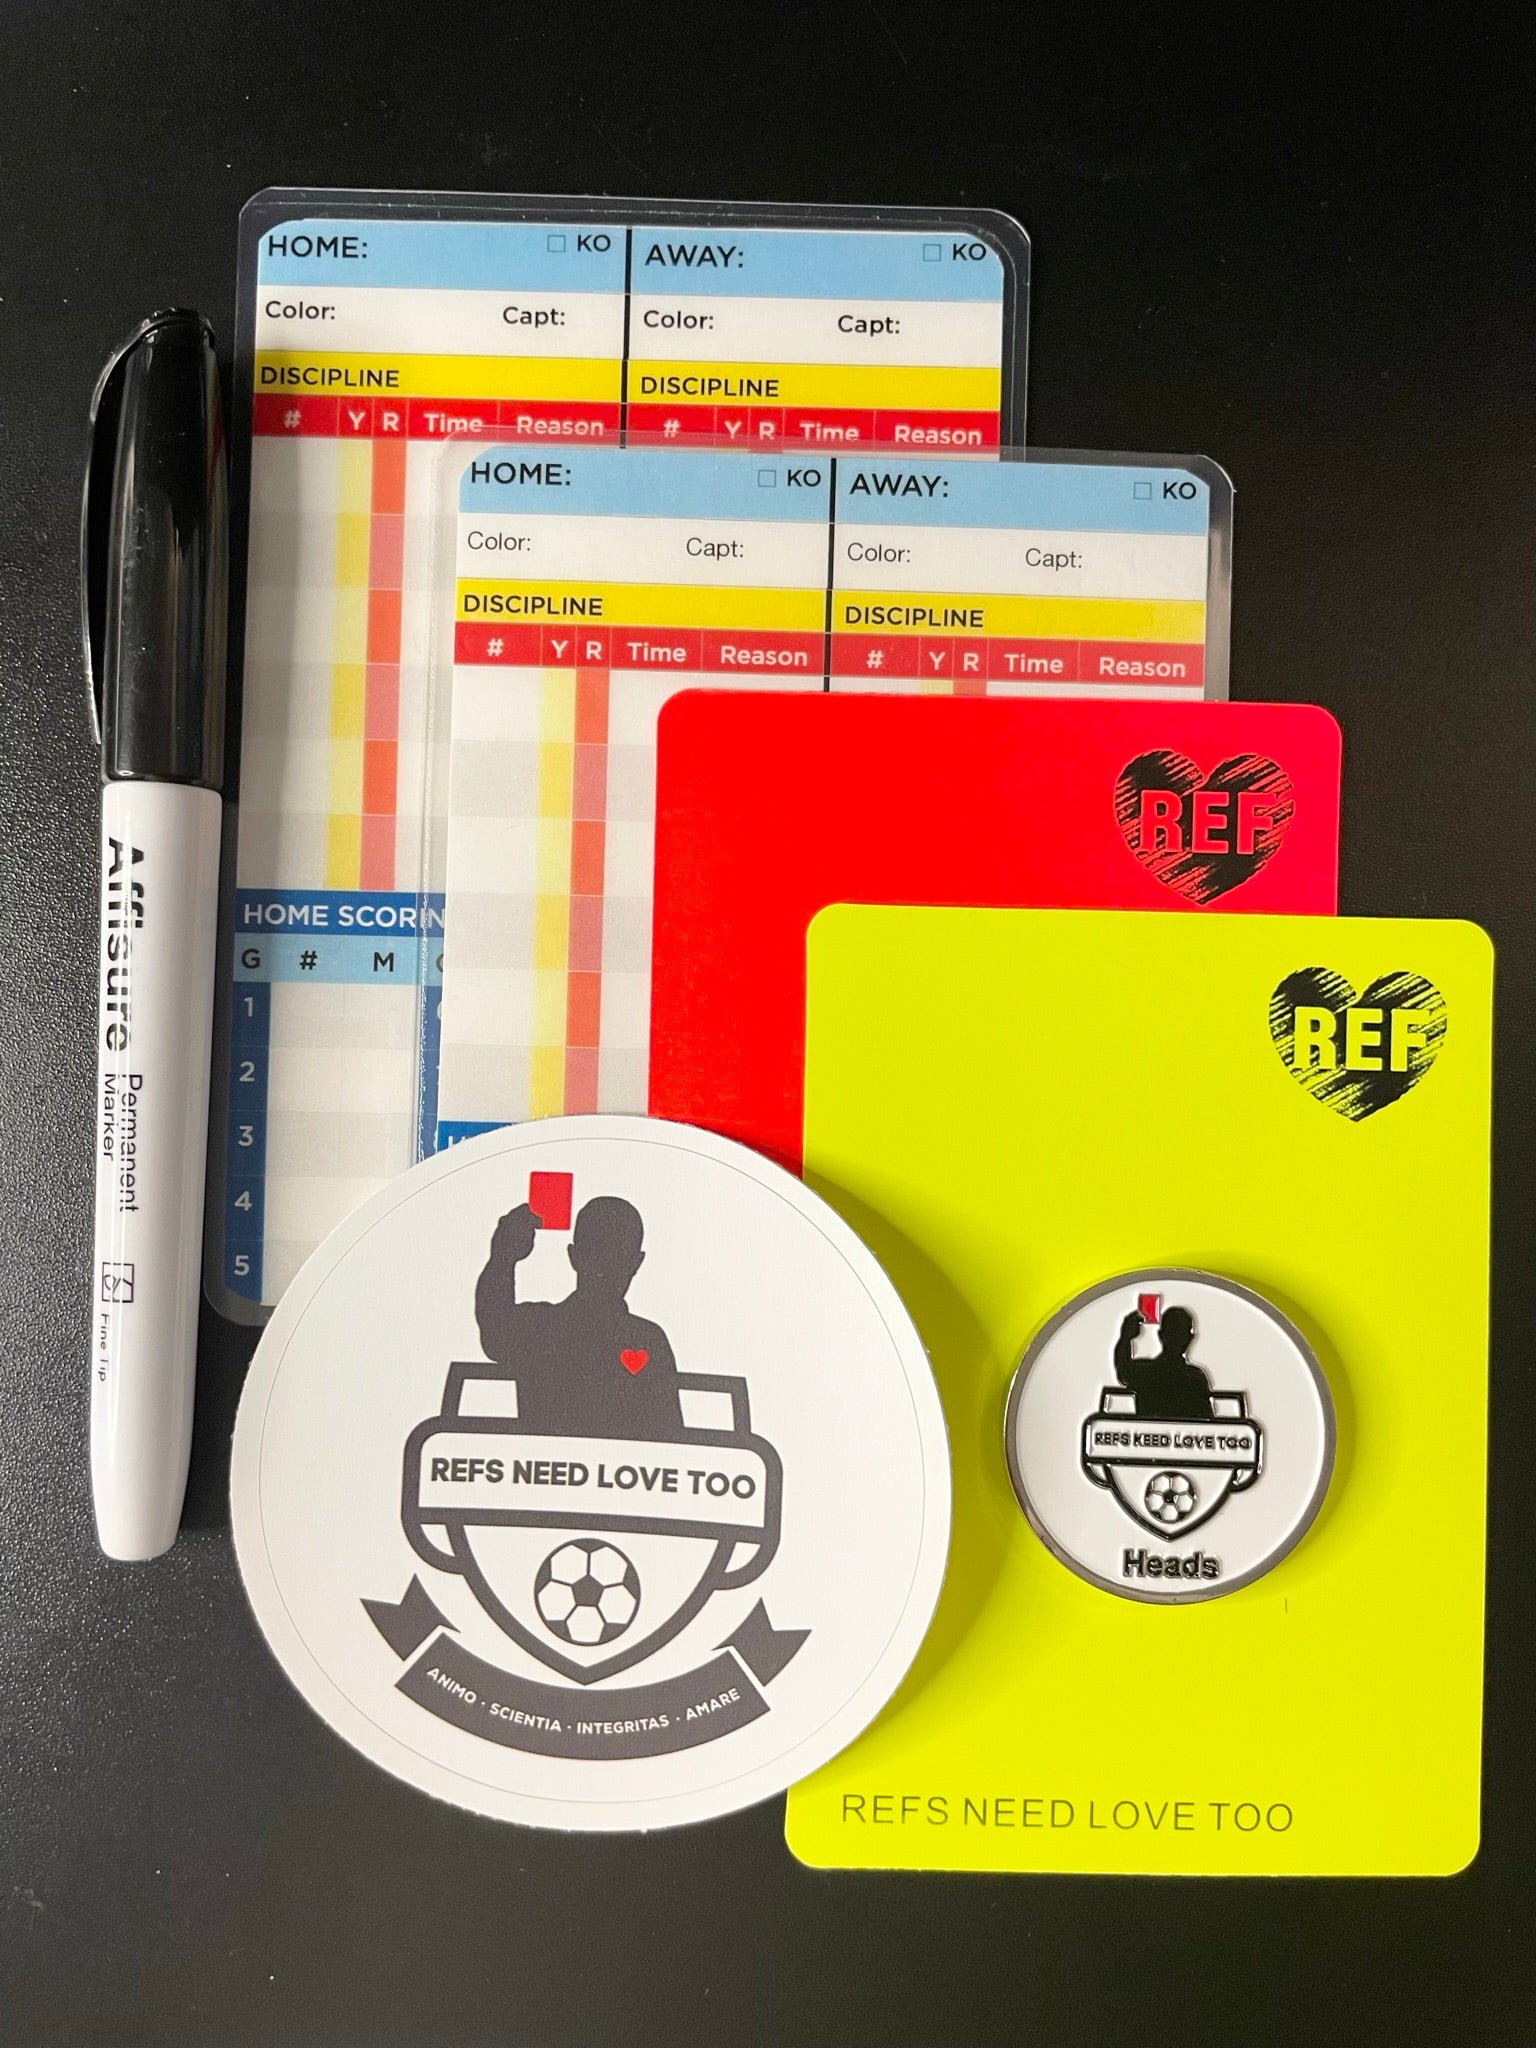 HOME: KO AWAY: KO
Color: Capt: Color: Capt:
DISCIPLINE DISCIPLINE
# Y R Time Reason # Y R Time Reason
HOME: KO AWAY: KO
Color: Capt: Color: Capt:
DISCIPLINE DISCIPLINE
# Y R Time Reason # Y R Time Reason
HOME SCORIN
G # M
1
2
3
4
5
Affisure
Permanent
Marker
Fine Tip
REF
REF
REFS NEED LOVE TOO
ANIMO · SCIENTIA · INTEGRITAS · AMARE
REFS NEED LOVE TOO
Heads
REFS NEED LOVE TOO